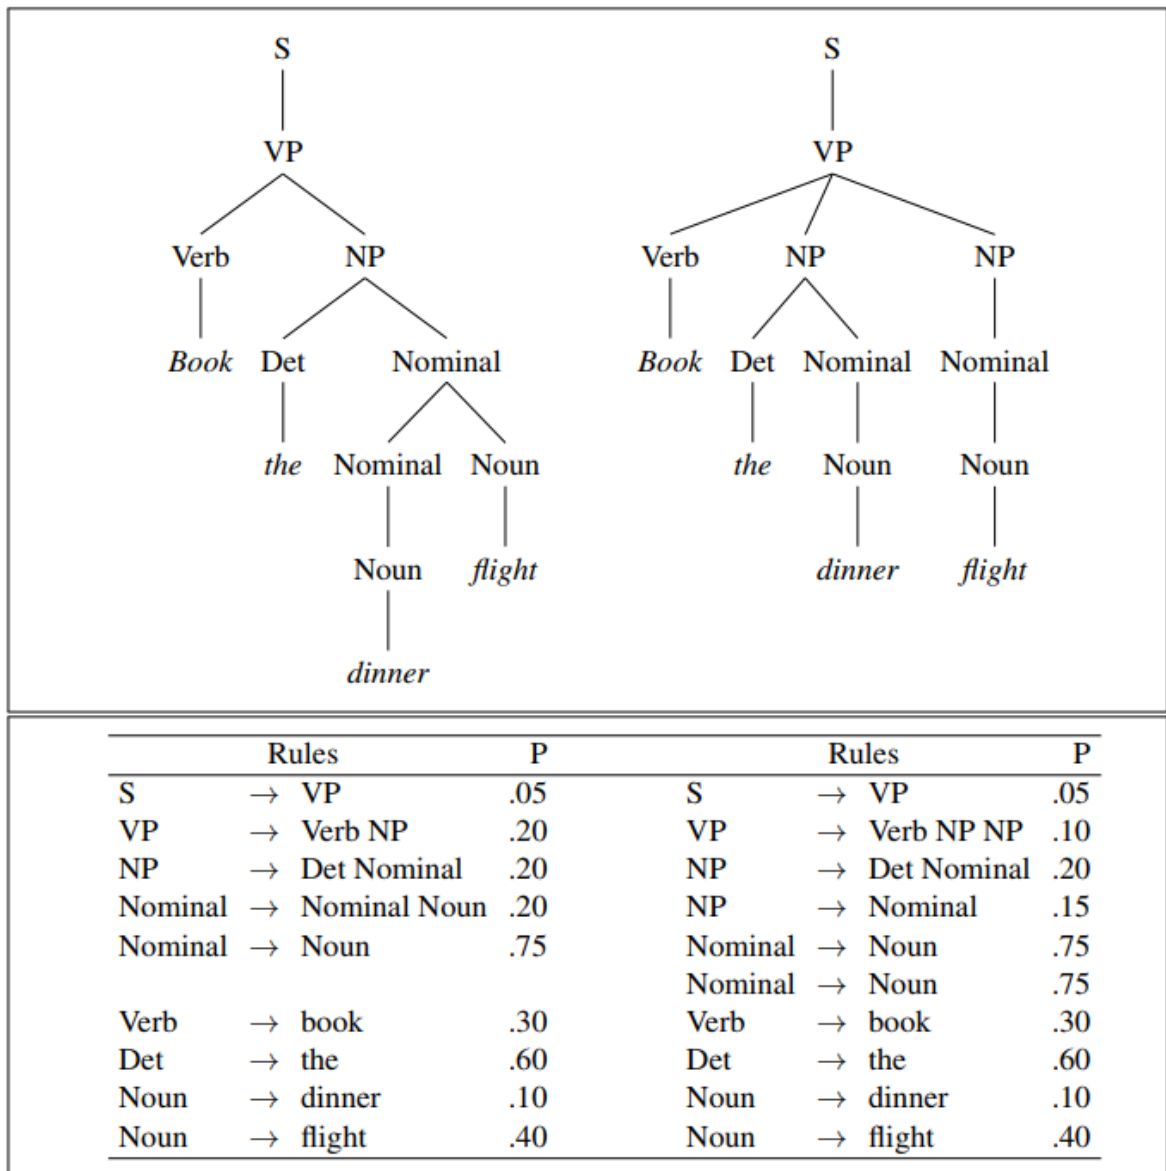 S S
VP VP
Verb NP Verb NP NP
Book Det Nominal Book Det Nominal Nominal
the Nominal Noun the Noun Noun
Noun flight dinner flight
dinner
Rules P Rules P
S → VP .05 S → VP .05
VP → Verb NP .20 VP → Verb NP NP .10
NP → Det Nominal .20 NP → Det Nominal .20
Nominal → Nominal Noun .20 NP → Nominal .15
Nominal → Noun .75 Nominal → Noun .75
Nominal → Noun .75
Verb → book .30 Verb → book .30
Det → the .60 Det → the .60
Noun → dinner .10 Noun → dinner .10
Noun → flight .40 Noun → flight .40